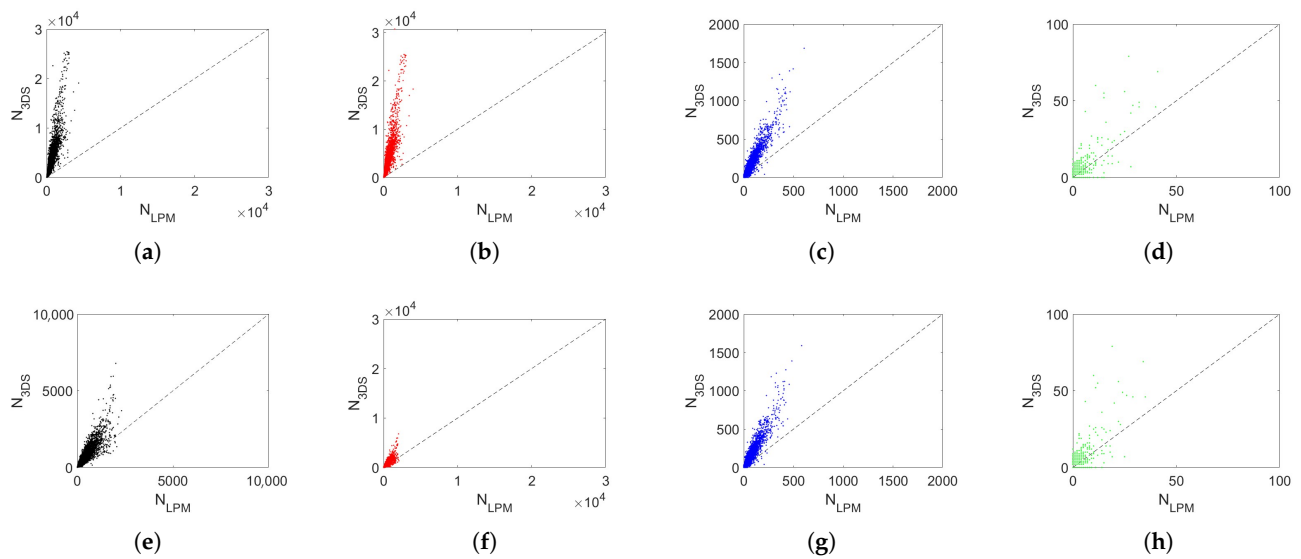 ×10⁴ ×10⁴
3 3 2000 100
2 2 1500
N3DS N3DS N3DS 1000 N3DS 50
1 1 500
0 0 0 0
0 1 2 3 0 1 2 3 0 500 1000 1500 2000 0 50 100
NLPM ×10⁴ NLPM ×10⁴ NLPM NLPM
(a) (b) (c) (d)
×10⁴
10,000 3 2000 100
2 1500
N3DS 5000 N3DS N3DS 1000 N3DS 50
1 500
0 0 0 0
0 5000 10,000 0 1 2 3 0 500 1000 1500 2000 0 50 100
NLPM NLPM ×10⁴ NLPM NLPM
(e) (f) (g) (h)